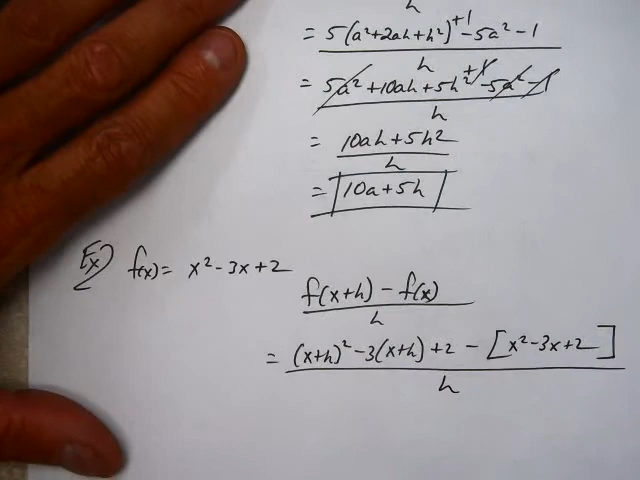 h
= 5(a²+2ah+h²)+1-5a²-1
h
= 5a²+10ah+5h²+1-5a²-1
h
= 10ah+5h²
h
= 10a+5h
Ex) f(x)= x²-3x+2
f(x+h)-f(x)
h
= (x+h)²-3(x+h)+2-[x²-3x+2]
h